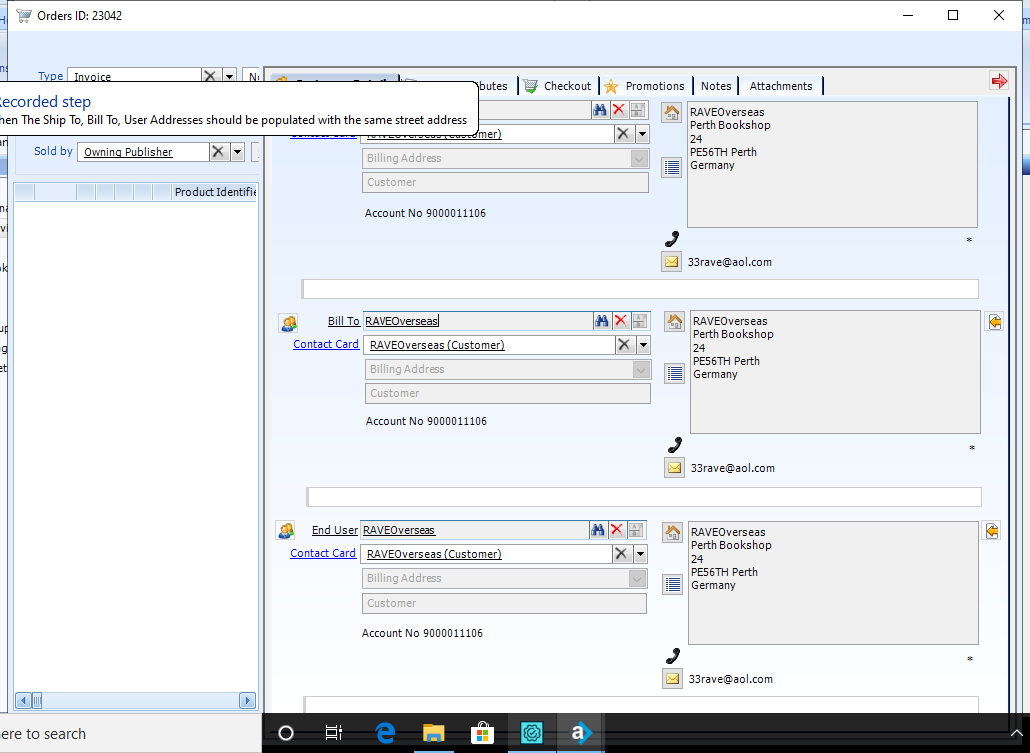 Orders ID: 23042
Type Invoice
butes
Checkout
Promotions
Notes
Attachments
ecorded step
hen The Ship To, Bill To, User Addresses should be populated with the same street address
Sold by Owning Publisher
Product Identifie
Contact Card RAVEOverseas (Customer)
Billing Address
Customer
Account No 9000011106
RAVEOverseas
Perth Bookshop
24
PE56TH Perth
Germany
*
33rave@aol.com
Bill To RAVEOverseas
Contact Card RAVEOverseas (Customer)
Billing Address
Customer
Account No 9000011106
RAVEOverseas
Perth Bookshop
24
PE56TH Perth
Germany
*
33rave@aol.com
End User RAVEOverseas
Contact Card RAVEOverseas (Customer)
Billing Address
Customer
Account No 9000011106
RAVEOverseas
Perth Bookshop
24
PE56TH Perth
Germany
*
33rave@aol.com
ere to search